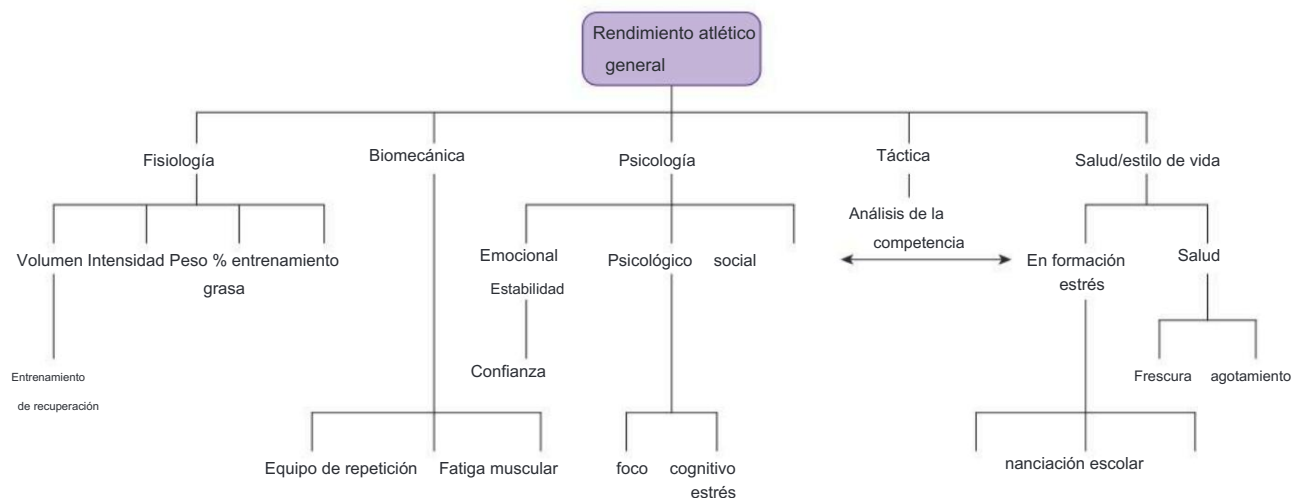 Rendimiento atlético
general
Fisiología
Biomecánica
Psicología
Táctica
Salud/estilo de vida
Volumen Intensidad Peso % entrenamiento
grasa
Emocional
Estabilidad
Psicológico social
Análisis de la
competencia
En formación
estrés
Salud
Entrenamiento
de recuperación
Confianza
Frescura agotamiento
Equipo de repetición Fatiga muscular
foco cognitivo
estrés
nanciación escolar